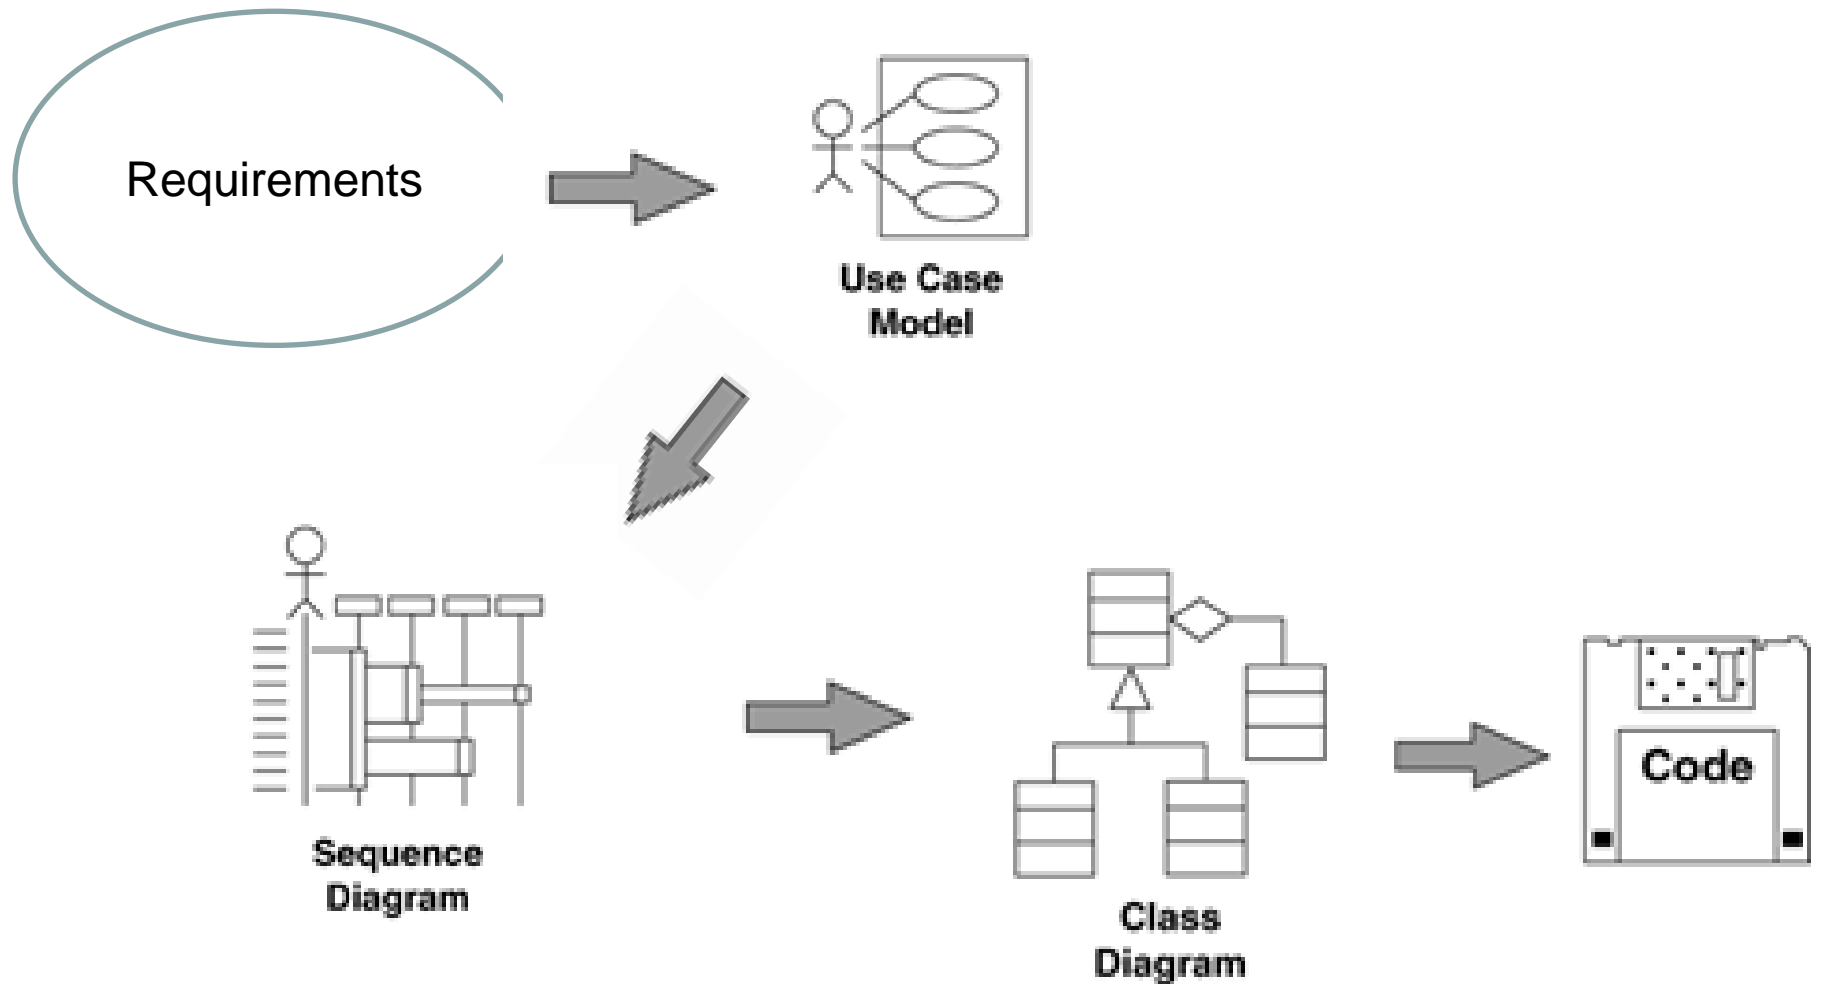 Requirements
Use Case
Model
Sequence
Diagram
Class
Diagram
Code